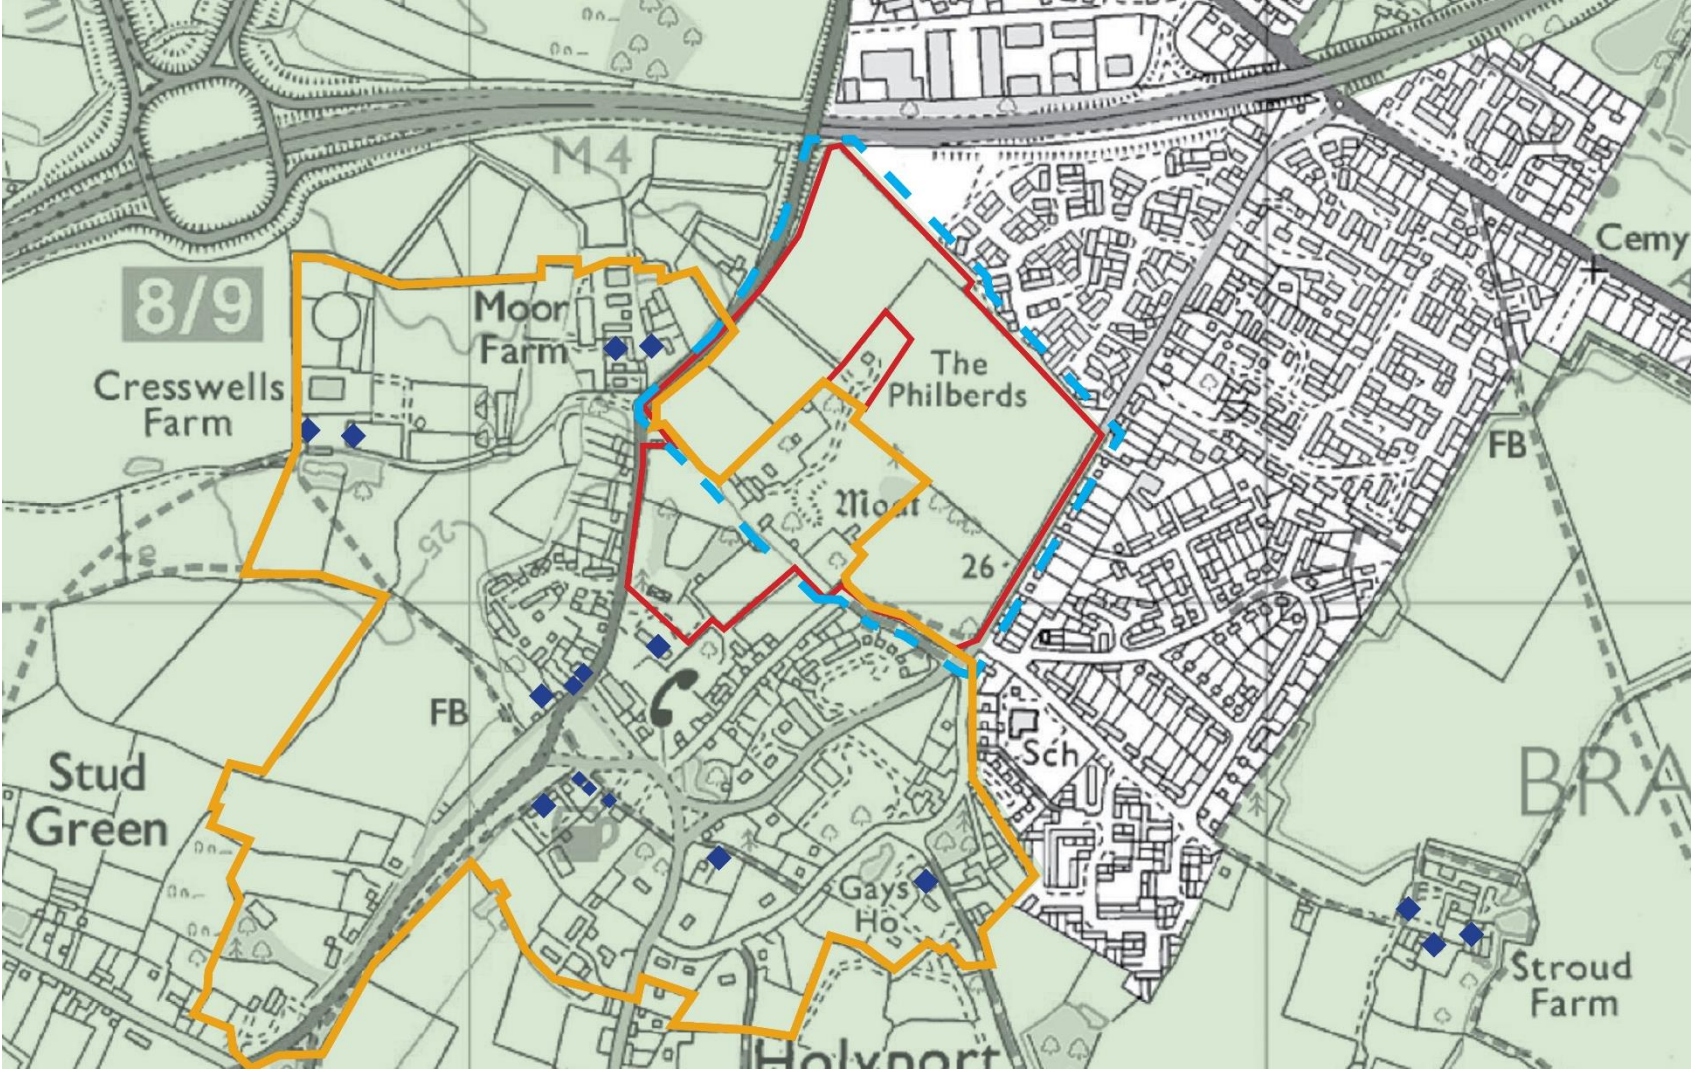 M4
8/9
Moor
Farm
Cresswells
Farm
The
Philberds
Moat
26
25
Cemy
FB
FB
Sch
Stud
Green
BRA
Gays
Ho
Stroud
Farm
Holyport